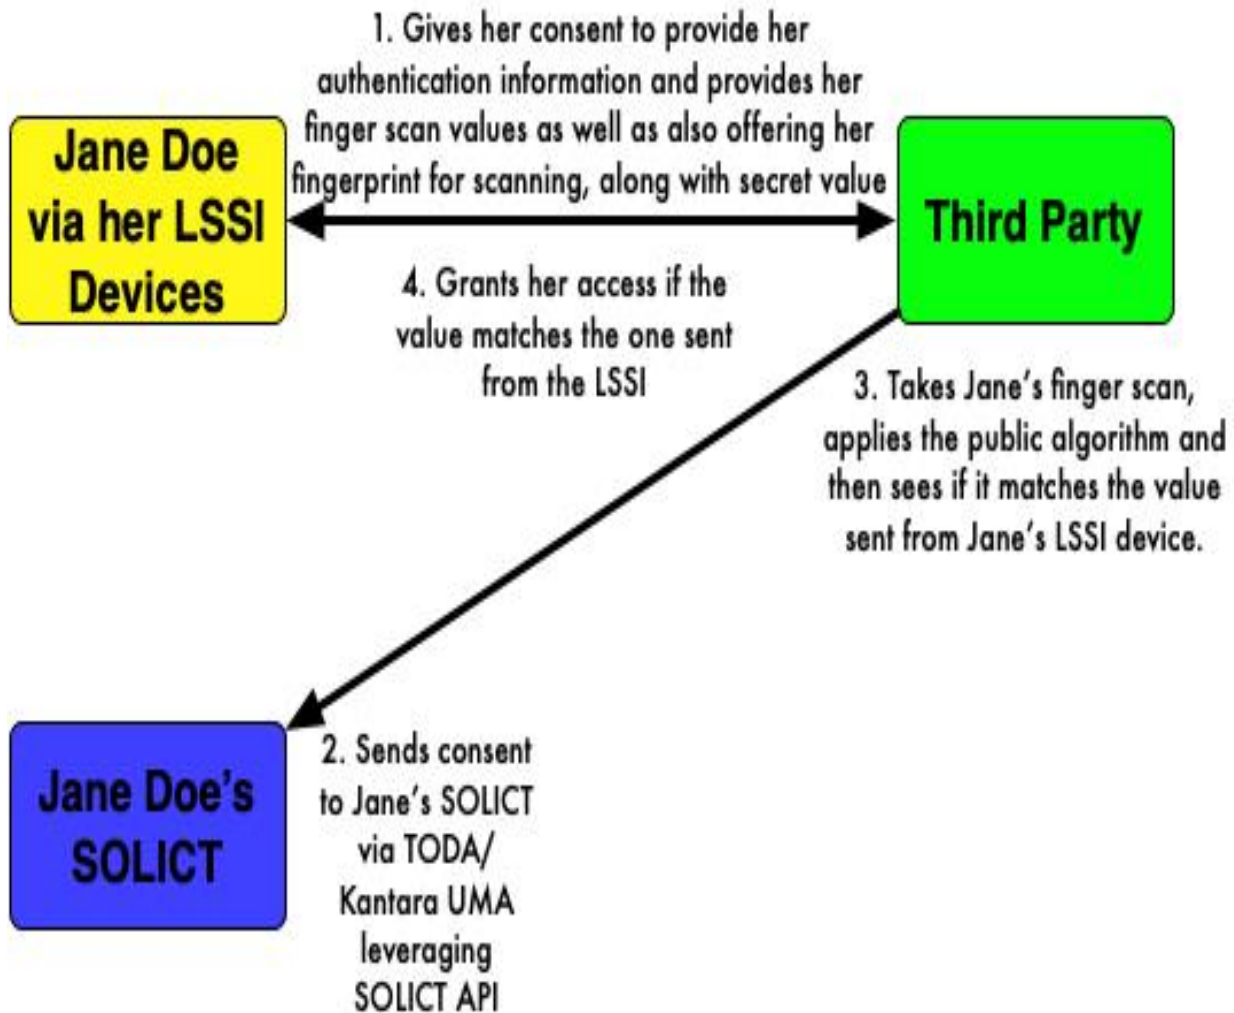 1. Gives her consent to provide her
authentication information and provides her
finger scan values as well as also offering her
fingerprint for scanning, along with secret value
Jane Doe
via her LSSI
Devices
Third Party
4. Grants her access if the
value matches the one sent
from the LSSI
3. Takes Jane's finger scan,
applies the public algorithm and
then sees if it matches the value
sent from Jane's LSSI device.
Jane Doe's
SOLICT
2. Sends consent
to Jane's SOLICT
via TODA/
Kantara UMA
leveraging
SOLICT API